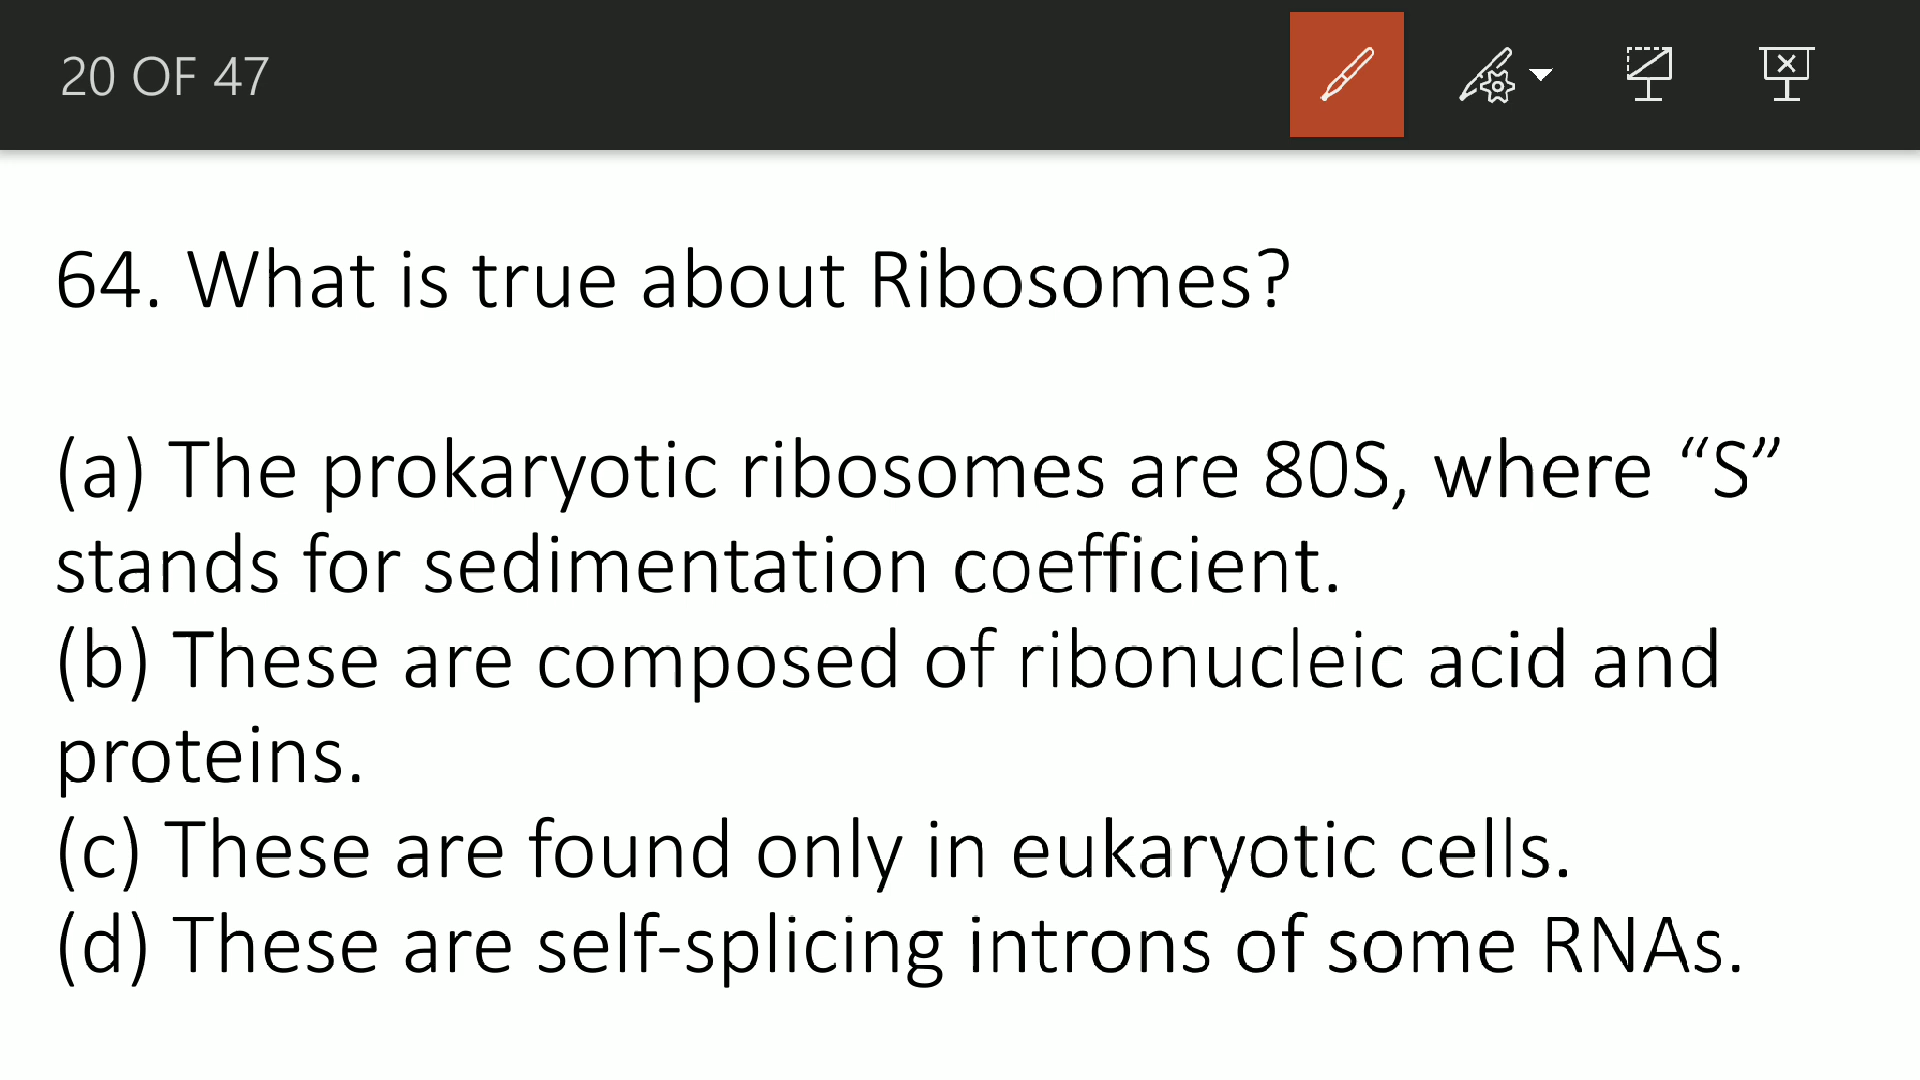 20 OF 47
64. What is true about Ribosomes?
(a) The prokaryotic ribosomes are 80S, where “S”
stands for sedimentation coefficient.
(b) These are composed of ribonucleic acid and
proteins.
(c) These are found only in eukaryotic cells.
(d) These are self-splicing introns of some RNAs.